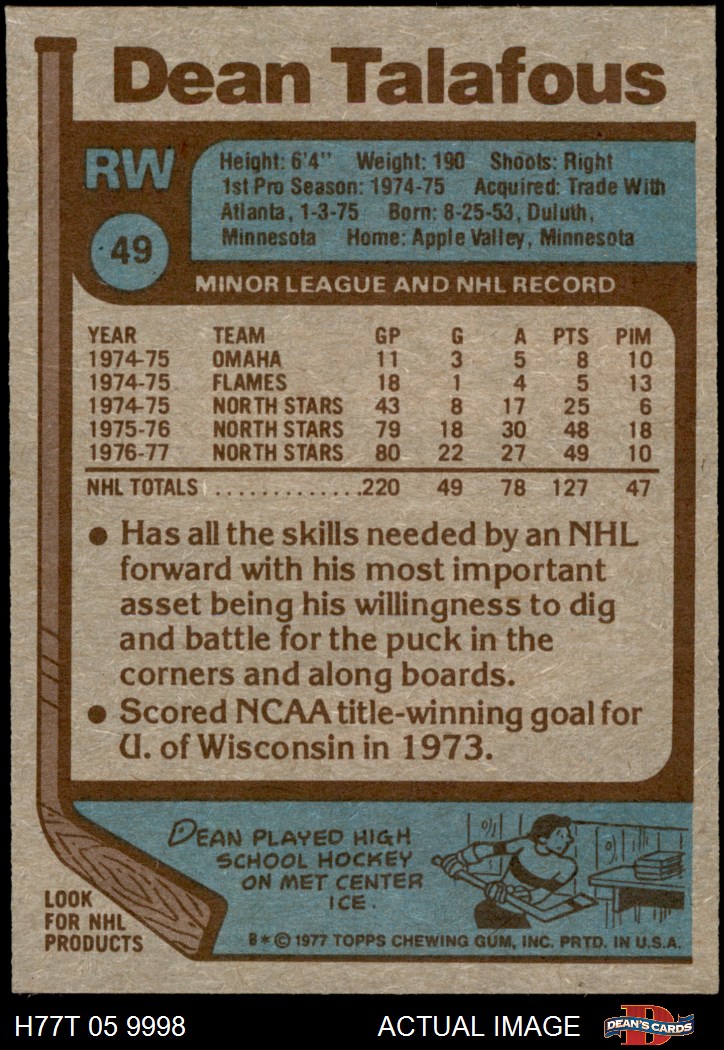 Dean Talafous
RW
49
Height: 6'4" Weight: 190 Shoots: Right
1st Pro Season: 1974-75 Acquired: Trade With
Atlanta, 1-3-75 Born: 8-25-53, Duluth,
Minnesota Home: Apple Valley, Minnesota
MINOR LEAGUE AND NHL RECORD
YEAR TEAM GP G A PTS PIM
1974-75 OMAHA 11 3 5 8 10
1974-75 FLAMES 18 1 4 5 13
1974-75 NORTH STARS 43 8 17 25 6
1975-76 NORTH STARS 79 18 30 48 18
1976-77 NORTH STARS 80 22 27 49 10
NHL TOTALS .............220 49 78 127 47
● Has all the skills needed by an NHL
forward with his most important
asset being his willingness to dig
and battle for the puck in the
corners and along boards.
● Scored NCAA title-winning goal for
U. of Wisconsin in 1973.
DEAN PLAYED HIGH
SCHOOL HOCKEY
ON MET CENTER
ICE.
LOOK
FOR NHL
PRODUCTS
B*© 1977 TOPPS CHEWING GUM, INC. PRTD. IN U.S.A.
H77T 05 9998 ACTUAL IMAGE
D
DEAN'S CARDS